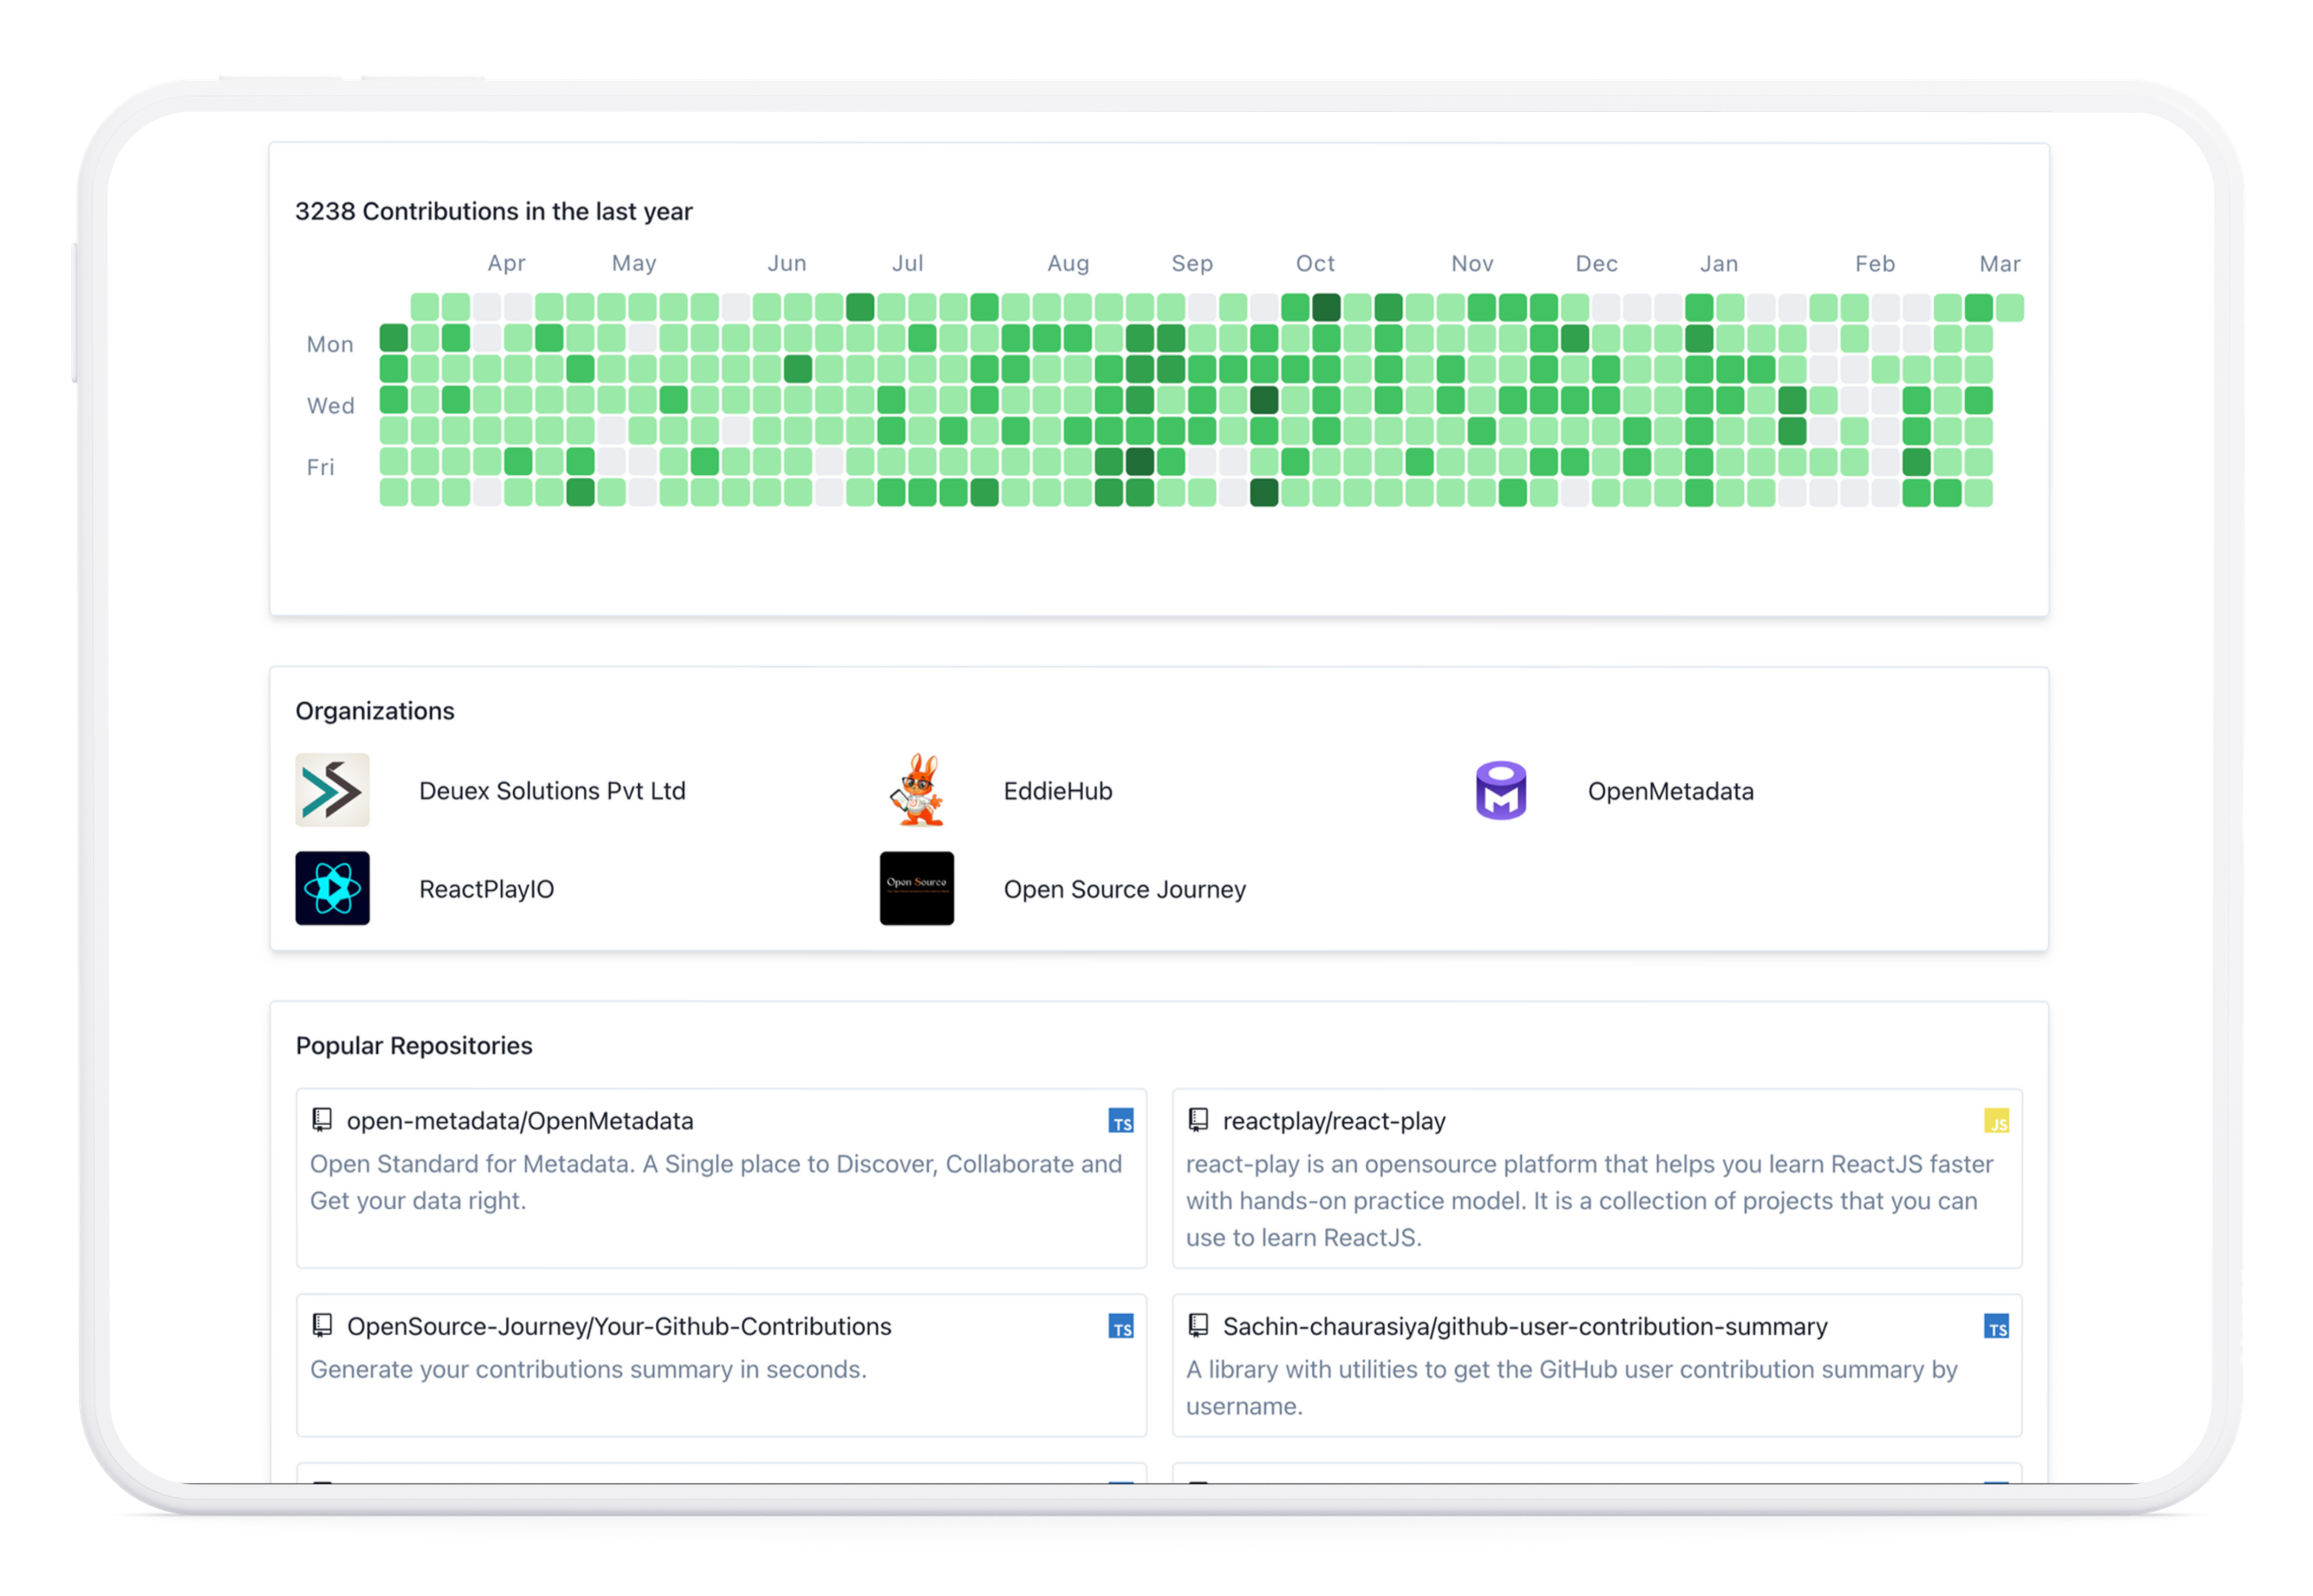 3238 Contributions in the last year
Apr May Jun Jul Aug Sep Oct Nov Dec Jan Feb Mar
Mon
Wed
Fri
Organizations
Deuex Solutions Pvt Ltd
EddieHub
OpenMetadata
ReactPlayIO
Open Source
Open Source Journey
Popular Repositories
open-metadata/OpenMetadata
TS
Open Standard for Metadata. A Single place to Discover, Collaborate and
Get your data right.
reactplay/react-play
JS
react-play is an opensource platform that helps you learn ReactJS faster
with hands-on practice model. It is a collection of projects that you can
use to learn ReactJS.
OpenSource-Journey/Your-Github-Contributions
TS
Generate your contributions summary in seconds.
Sachin-chaurasiya/github-user-contribution-summary
TS
A library with utilities to get the GitHub user contribution summary by
username.